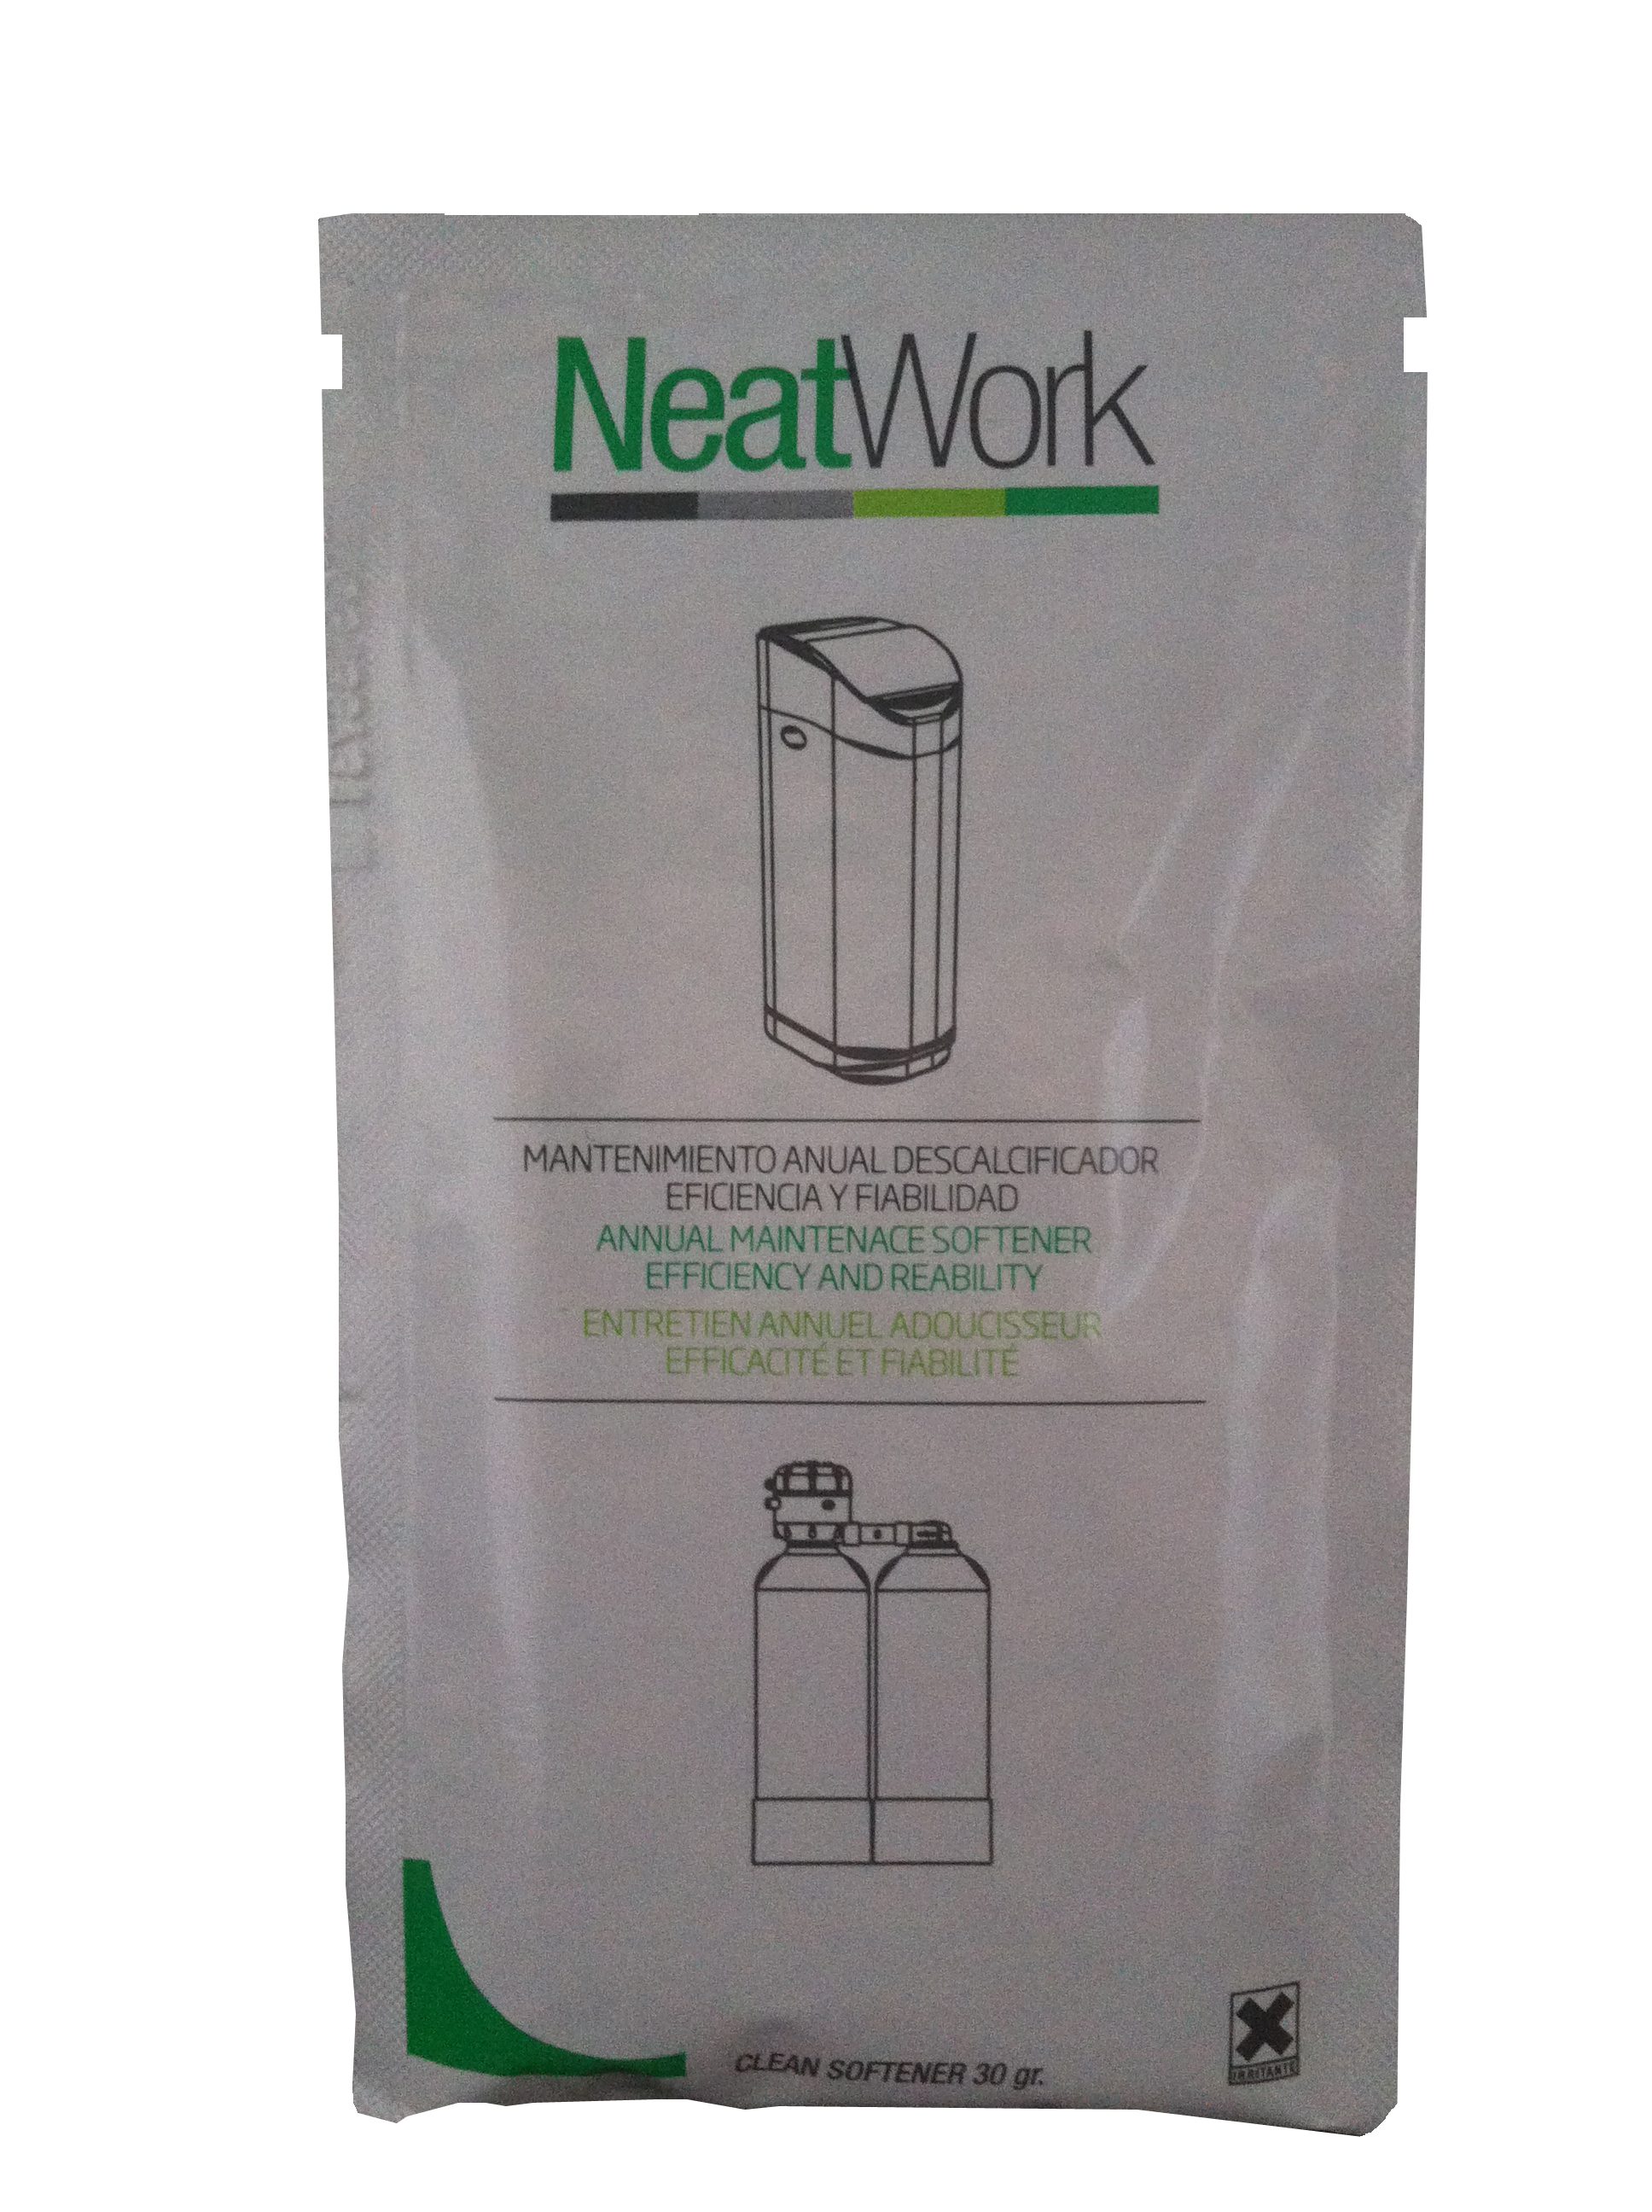 NeatWork
MANTENIMIENTO ANUAL DESCALCIFICADOR
EFICIENCIA Y FIABILIDAD
ANNUAL MAINTENACE SOFTENER
EFFICIENCY AND REABILITY
ENTRETIEN ANNUEL ADOUCISSEUR
EFFICACITÉ ET FIABILITÉ
CLEAN SOFTENER 30 gr.
IRRITANTE